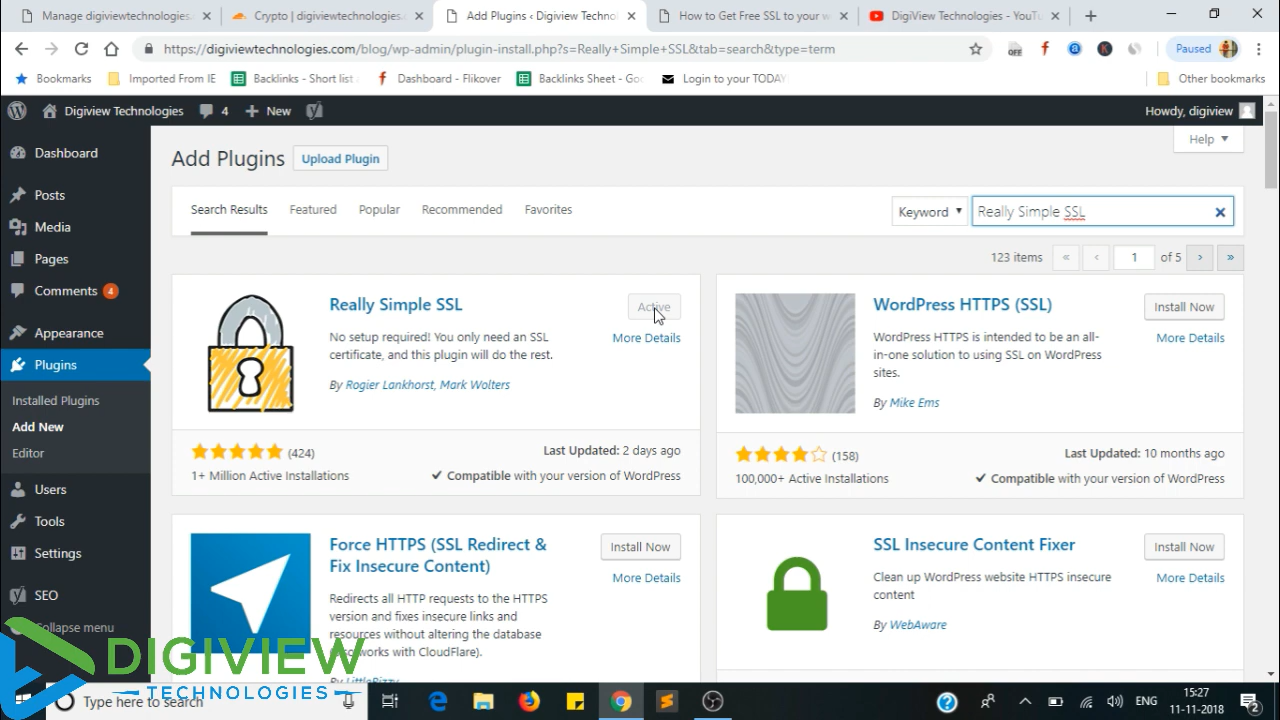 Manage digiviewtechnologies.
Crypto | digiviewtechnologies.
Add Plugins ‹ Digiview Technol
How to Get Free SSL to your w
DigiView Technologies - YouTu
https://digiviewtechnologies.com/blog/wp-admin/plugin-install.php?s=Really+Simple+SSL&tab=search&type=term
OFF
Paused
Bookmarks
Imported From IE
Backlinks - Short list
Dashboard - Flikover
Backlinks Sheet - Goo
Login to your TODAY
Other bookmarks
Digiview Technologies
4
New
Howdy, digiview
Dashboard
Posts
Media
Pages
Comments 4
Appearance
Plugins
Installed Plugins
Add New
Editor
Users
Tools
Settings
SEO
Collapse menu
Add Plugins
Upload Plugin
Help
Search Results
Featured
Popular
Recommended
Favorites
Keyword
Really Simple SSL
123 items
«
‹
1
of 5
›
»
Really Simple SSL
Active
More Details
No setup required! You only need an SSL
certificate, and this plugin will do the rest.
By Rogier Lankhorst, Mark Wolters
(424)
Last Updated: 2 days ago
1+ Million Active Installations
Compatible with your version of WordPress
WordPress HTTPS (SSL)
Install Now
More Details
WordPress HTTPS is intended to be an all-
in-one solution to using SSL on WordPress
sites.
By Mike Ems
(158)
Last Updated: 10 months ago
100,000+ Active Installations
Compatible with your version of WordPress
Force HTTPS (SSL Redirect &
Fix Insecure Content)
Install Now
More Details
Redirects all HTTP requests to the HTTPS
version and fixes insecure links and
resources without altering the database
works with CloudFlare).
By LittleBizzy
SSL Insecure Content Fixer
Install Now
More Details
Clean up WordPress website HTTPS insecure
content
By WebAware
DIGIVIEW
TECHNOLOGIES
Type here to search
ENG
15:27
11-11-2018
2